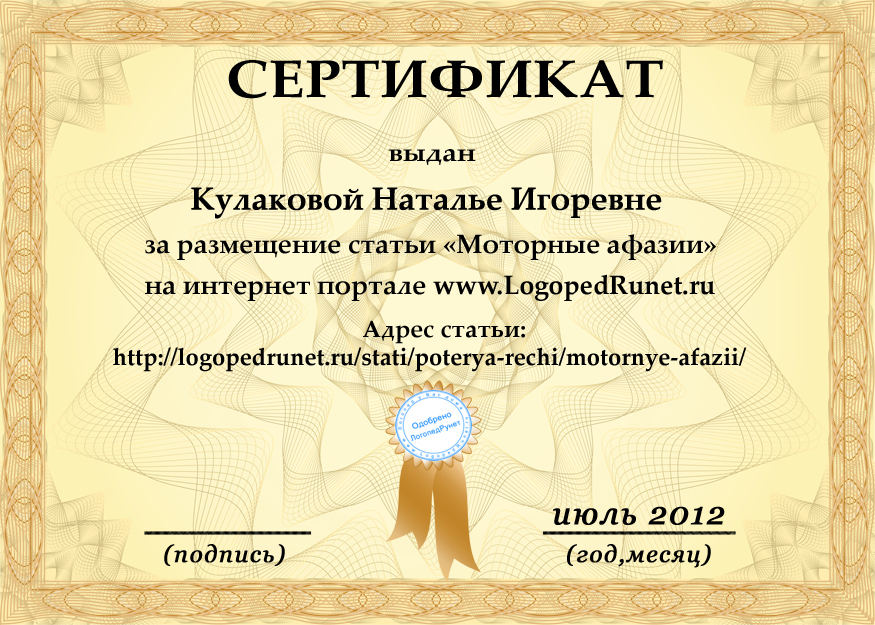 СЕРТИФИКАТ
выдан
Кулаковой Наталье Игоревне
за размещение статьи «Моторные афазии»
на интернет портале www.LogopedRunet.ru
Адрес статьи:
http://logopedrunet.ru/stati/poterya-rechi/motornye-afazii/
Одобрено
ЛогопедРунет
июль 2012
(подпись)
(год,месяц)